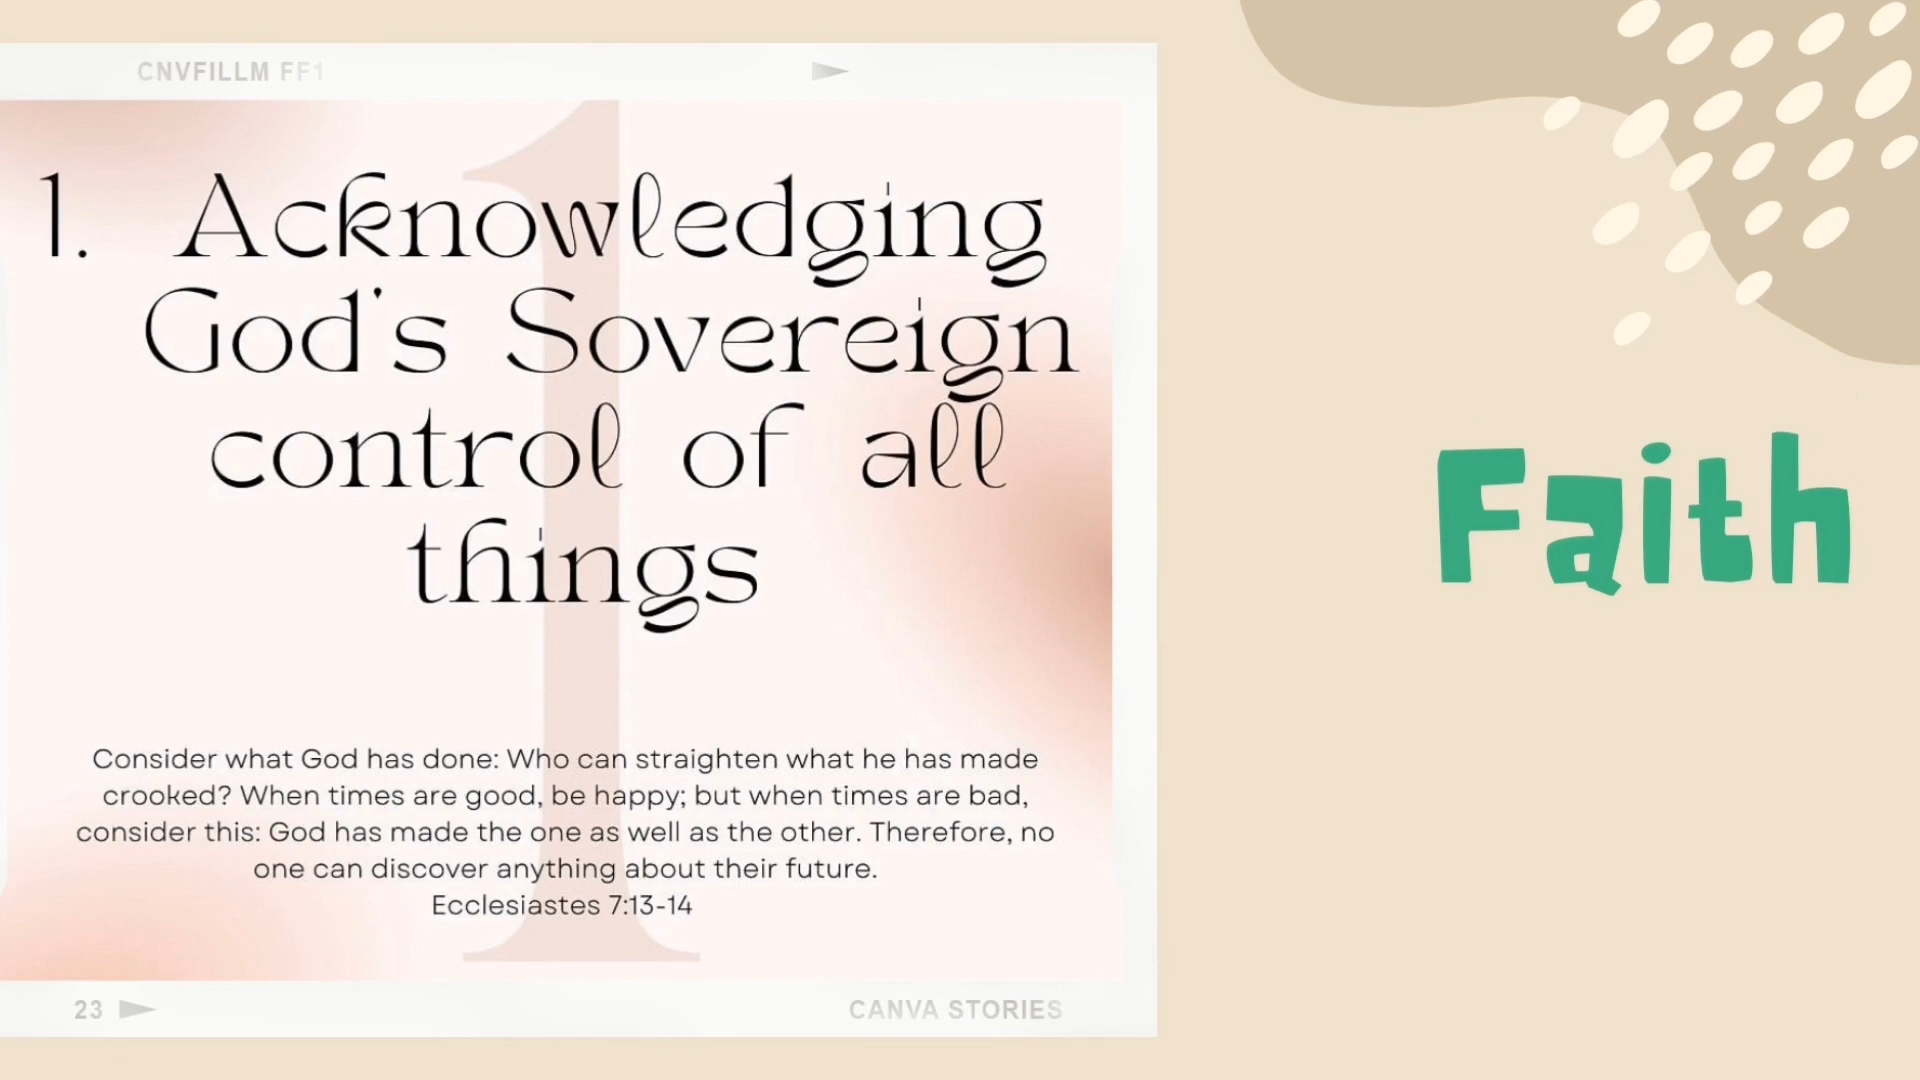 CNVFILLM FF1
1. Acknowledging
God's Sovereign
control of all
things
Consider what God has done: Who can straighten what he has made
crooked? When times are good, be happy; but when times are bad,
consider this: God has made the one as well as the other. Therefore, no
one can discover anything about their future.
Ecclesiastes 7:13-14
23
CANVA STORIES
Faith